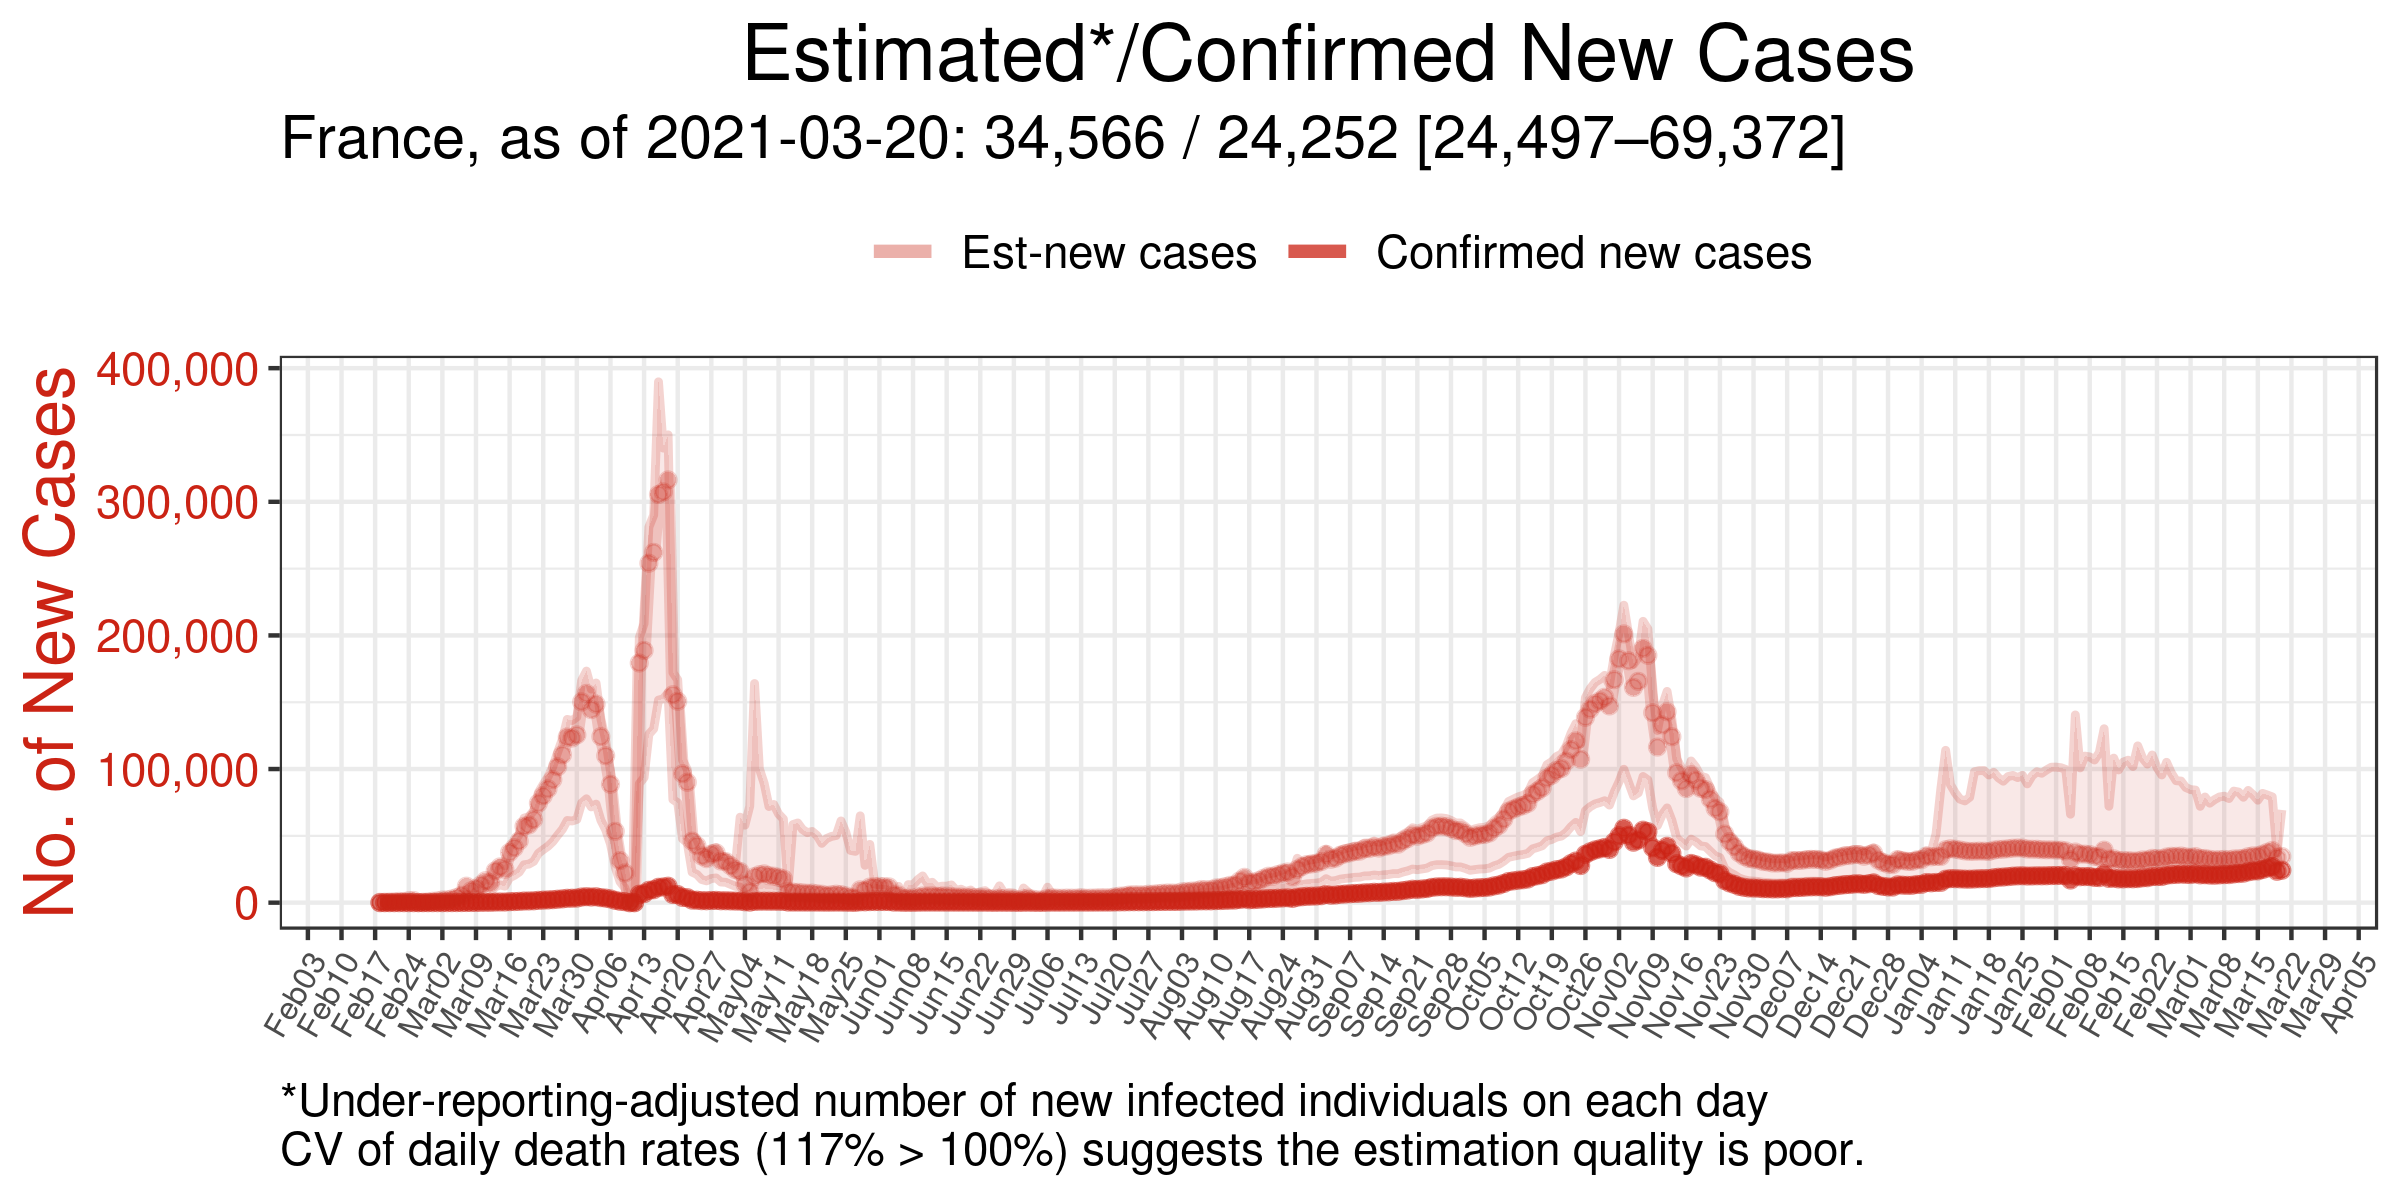 Estimated*/Confirmed New Cases
France, as of 2021-03-20: 34,566 / 24,252 [24,497–69,372]
Est-new cases
Confirmed new cases
No. of New Cases
400,000
300,000
200,000
100,000
0
Feb03
Feb10
Feb17
Feb24
Mar02
Mar09
Mar16
Mar23
Mar30
Apr06
Apr13
Apr20
Apr27
May04
May11
May18
May25
Jun01
Jun08
Jun15
Jun22
Jun29
Jul06
Jul13
Jul20
Jul27
Aug03
Aug10
Aug17
Aug24
Aug31
Sep07
Sep14
Sep21
Sep28
Oct05
Oct12
Oct19
Oct26
Nov02
Nov09
Nov16
Nov23
Nov30
Dec07
Dec14
Dec21
Dec28
Jan04
Jan11
Jan18
Jan25
Feb01
Feb08
Feb15
Feb22
Mar01
Mar08
Mar15
Mar22
Mar29
Apr05
*Under-reporting-adjusted number of new infected individuals on each day
CV of daily death rates (117% > 100%) suggests the estimation quality is poor.